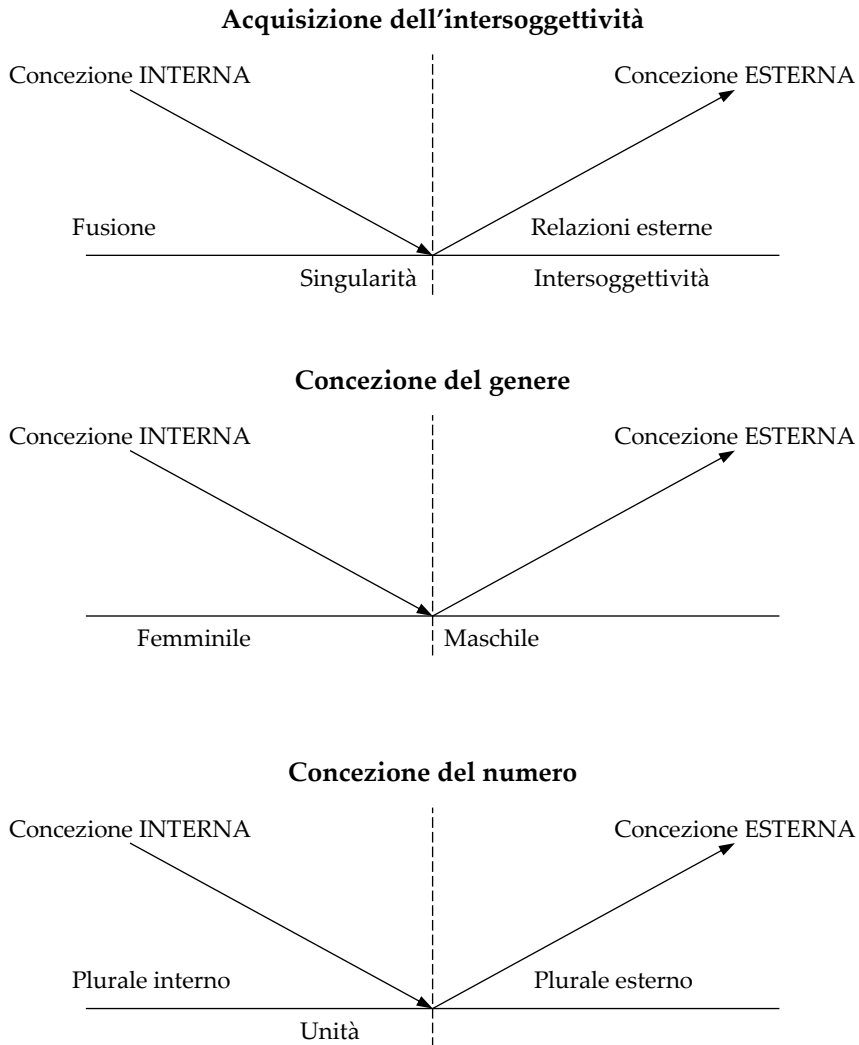 Acquisizione dell'intersoggettività
Concezione INTERNA
Concezione ESTERNA
Fusione
Relazioni esterne
Singularità
Intersoggettività
Concezione del genere
Concezione INTERNA
Concezione ESTERNA
Femminile
Maschile
Concezione del numero
Concezione INTERNA
Concezione ESTERNA
Plurale interno
Plurale esterno
Unità